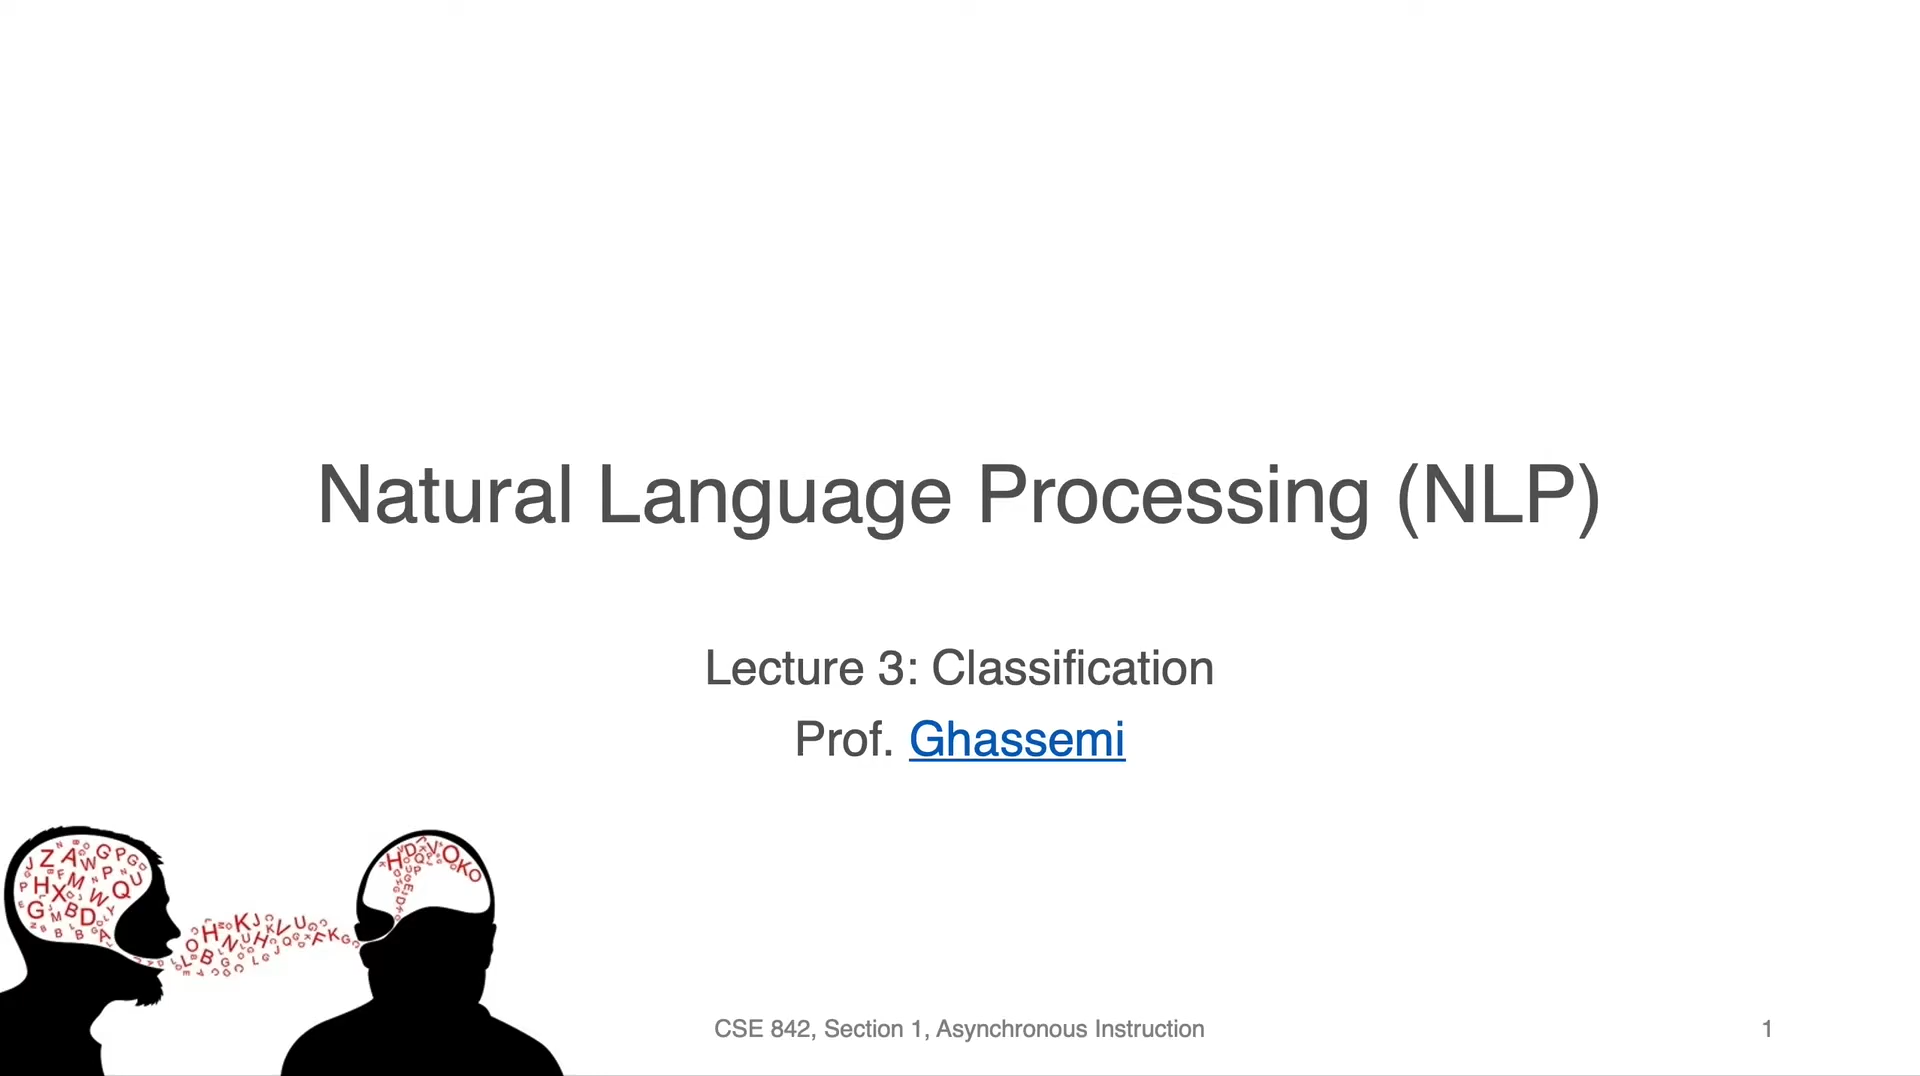 Natural Language Processing (NLP)
Lecture 3: Classification
Prof. Ghassemi
CSE 842, Section 1, Asynchronous Instruction
1